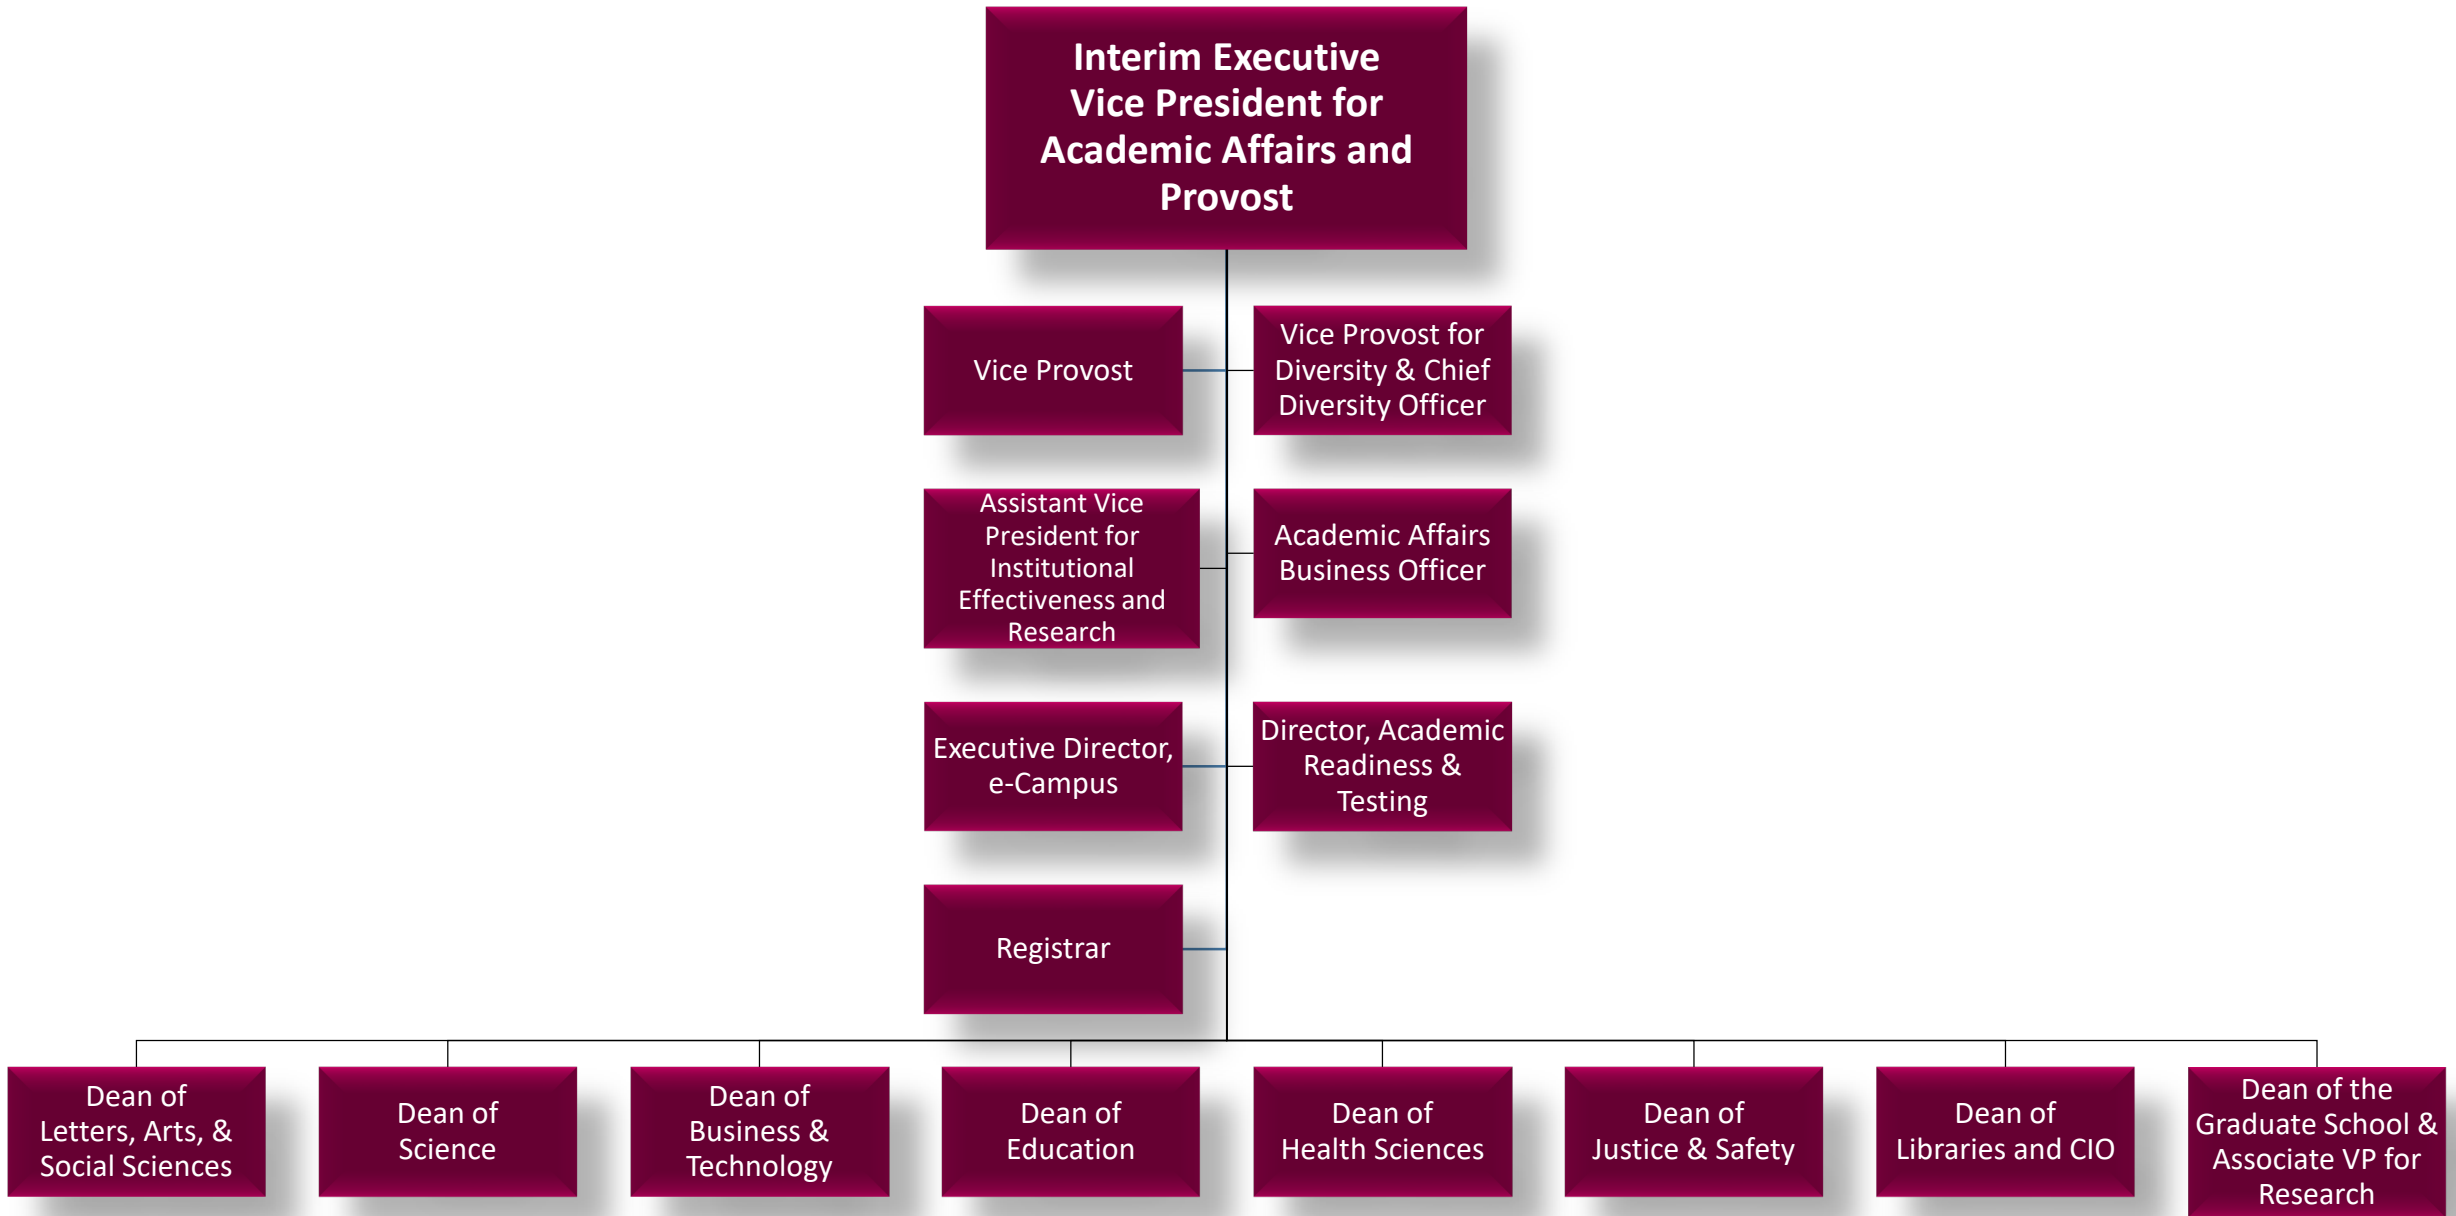 Interim Executive
Vice President for
Academic Affairs and
Provost
Vice Provost
Vice Provost for
Diversity & Chief
Diversity Officer
Assistant Vice
President for
Institutional
Effectiveness and
Research
Academic Affairs
Business Officer
Executive Director,
e-Campus
Director, Academic
Readiness &
Testing
Registrar
Dean of
Letters, Arts, &
Social Sciences
Dean of
Science
Dean of
Business &
Technology
Dean of
Education
Dean of
Health Sciences
Dean of
Justice & Safety
Dean of
Libraries and CIO
Dean of the
Graduate School &
Associate VP for
Research